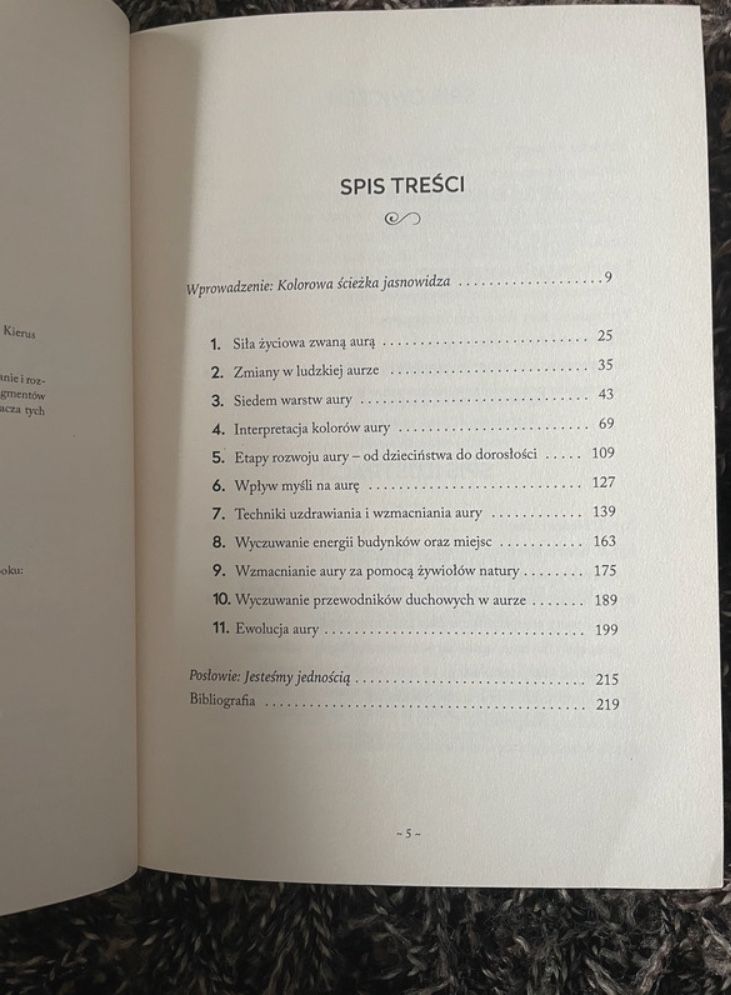 Kierus
anie i roz-
gmentów
acza tych
oku:
SPIS TREŚCI
Wprowadzenie: Kolorowa ścieżka jasnowidza ................... 9
1. Siła życiowa zwaną aurą ............................ 25
2. Zmiany w ludzkiej aurze ........................... 35
3. Siedem warstw aury ............................... 43
4. Interpretacja kolorów aury .......................... 69
5. Etapy rozwoju aury – od dzieciństwa do dorosłości ..... 109
6. Wpływ myśli na aurę ............................. 127
7. Techniki uzdrawiania i wzmacniania aury ............ 139
8. Wyczuwanie energii budynków oraz miejsc ........... 163
9. Wzmacnianie aury za pomocą żywiołów natury ........ 175
10. Wyczuwanie przewodników duchowych w aurze ....... 189
11. Ewolucja aury ................................... 199
Posłowie: Jesteśmy jednością ............................... 215
Bibliografia ........................................... 219
~ 5 ~